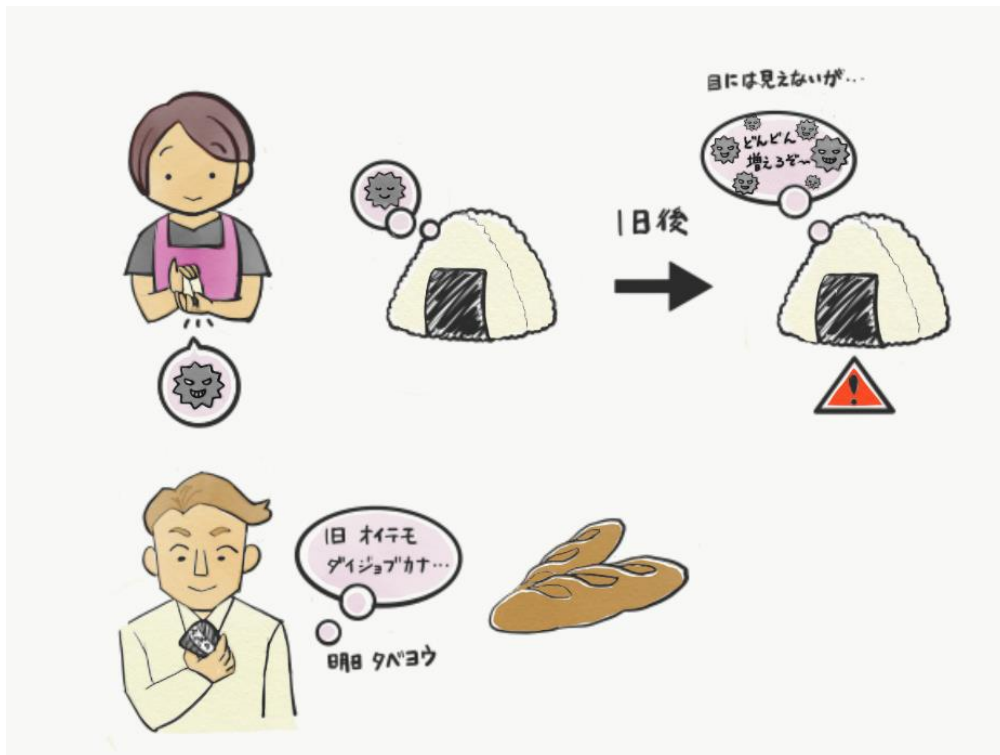 目には見えないが...
どんどん
増えるぞ〜
1日後
1日 オイテモ
ダイジョブカナ...
明日 タベヨウ